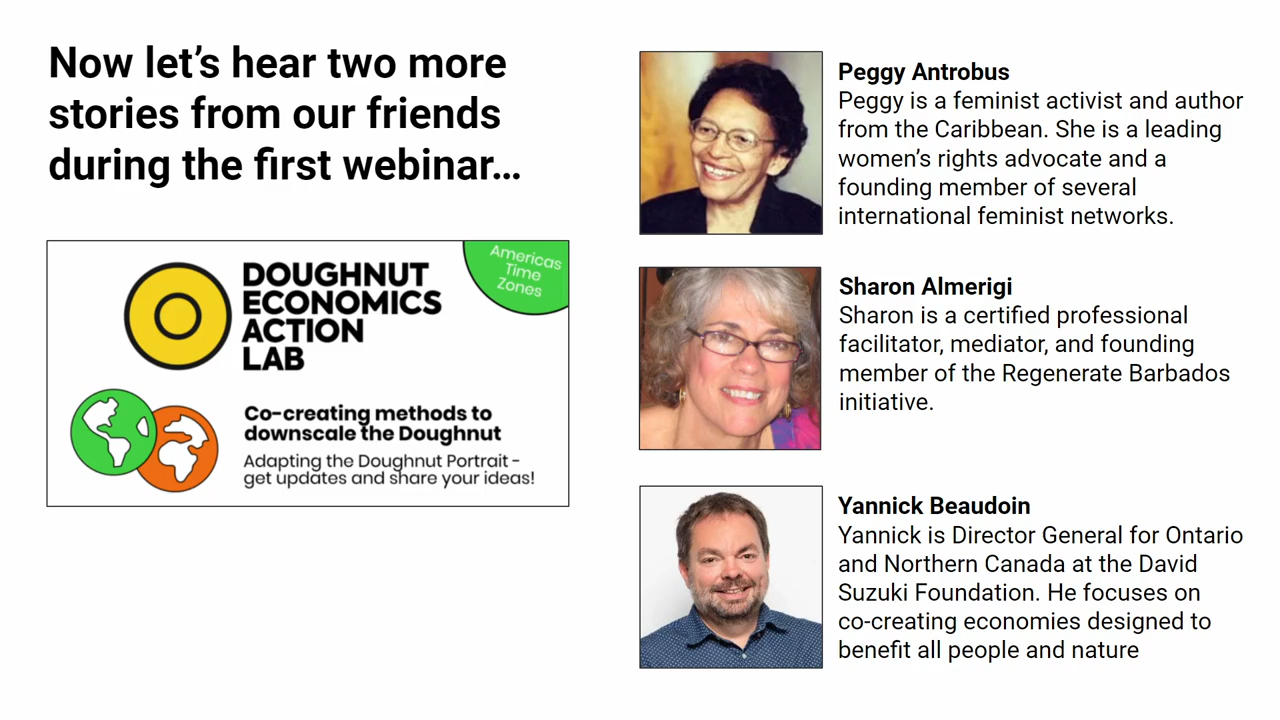 Now let's hear two more
stories from our friends
during the first webinar...
Americas
Time
Zones
DOUGHNUT
ECONOMICS
ACTION
LAB
Co-creating methods to
downscale the Doughnut
Adapting the Doughnut Portrait -
get updates and share your ideas!
Peggy Antrobus
Peggy is a feminist activist and author
from the Caribbean. She is a leading
women's rights advocate and a
founding member of several
international feminist networks.
Sharon Almerigi
Sharon is a certified professional
facilitator, mediator, and founding
member of the Regenerate Barbados
initiative.
Yannick Beaudoin
Yannick is Director General for Ontario
and Northern Canada at the David
Suzuki Foundation. He focuses on
co-creating economies designed to
benefit all people and nature